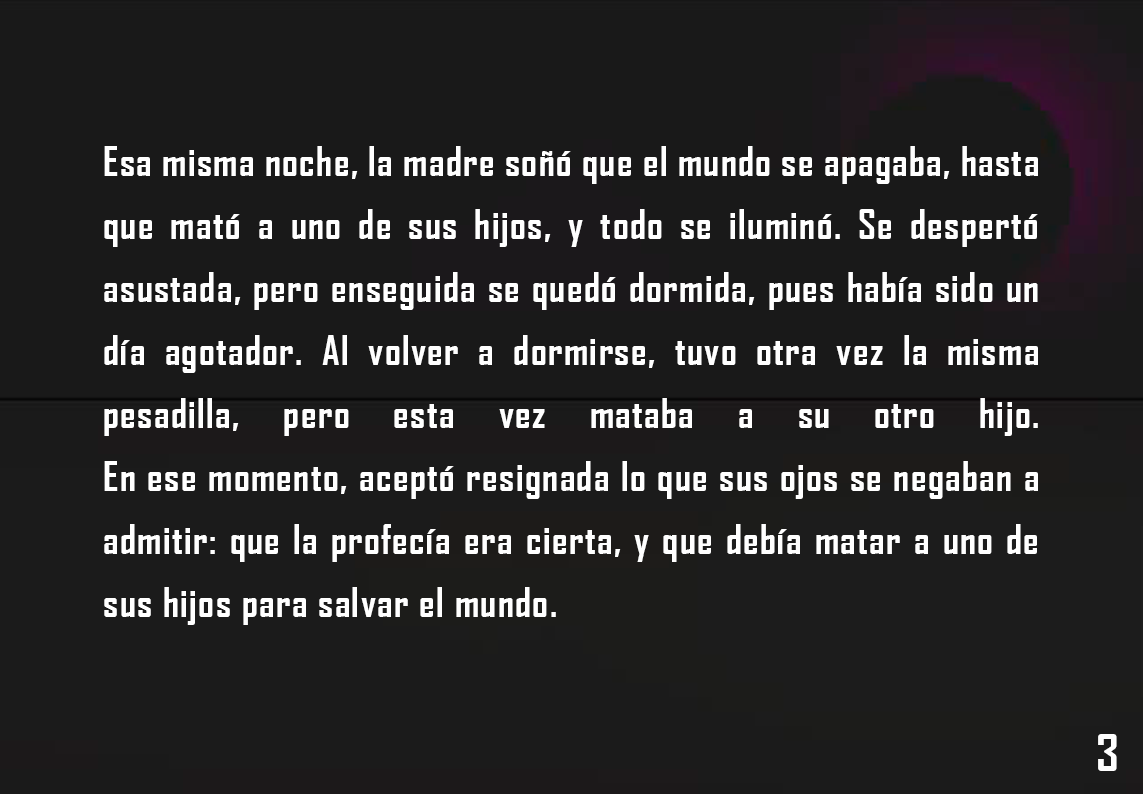 Esa misma noche, la madre soñó que el mundo se apagaba, hasta
que mató a uno de sus hijos, y todo se iluminó. Se despertó
asustada, pero enseguida se quedó dormida, pues había sido un
día agotador. Al volver a dormirse, tuvo otra vez la misma
pesadilla, pero esta vez mataba a su otro hijo.
En ese momento, aceptó resignada lo que sus ojos se negaban a
admitir: que la profecía era cierta, y que debía matar a uno de
sus hijos para salvar el mundo.
3